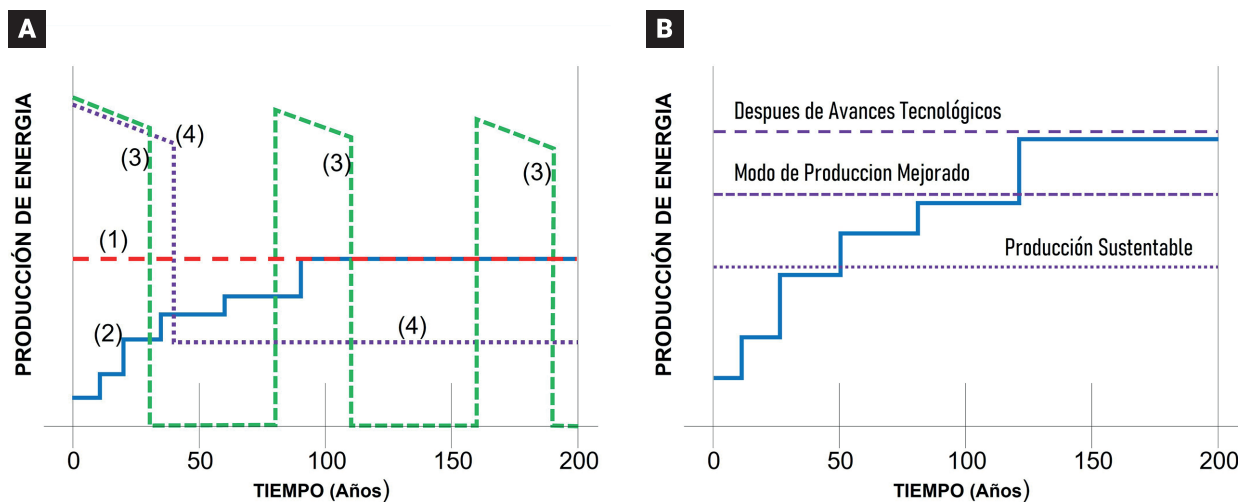 A
PRODUCCIÓN DE ENERGIA
(1)
(2)
(3)
(4)
(3)
(4)
(3)
0
50
100
150
200
TIEMPO (Años)
B
PRODUCCIÓN DE ENERGIA
Despues de Avances Tecnológicos
Modo de Produccion Mejorado
Producción Sustentable
0
50
100
150
200
TIEMPO (Años)